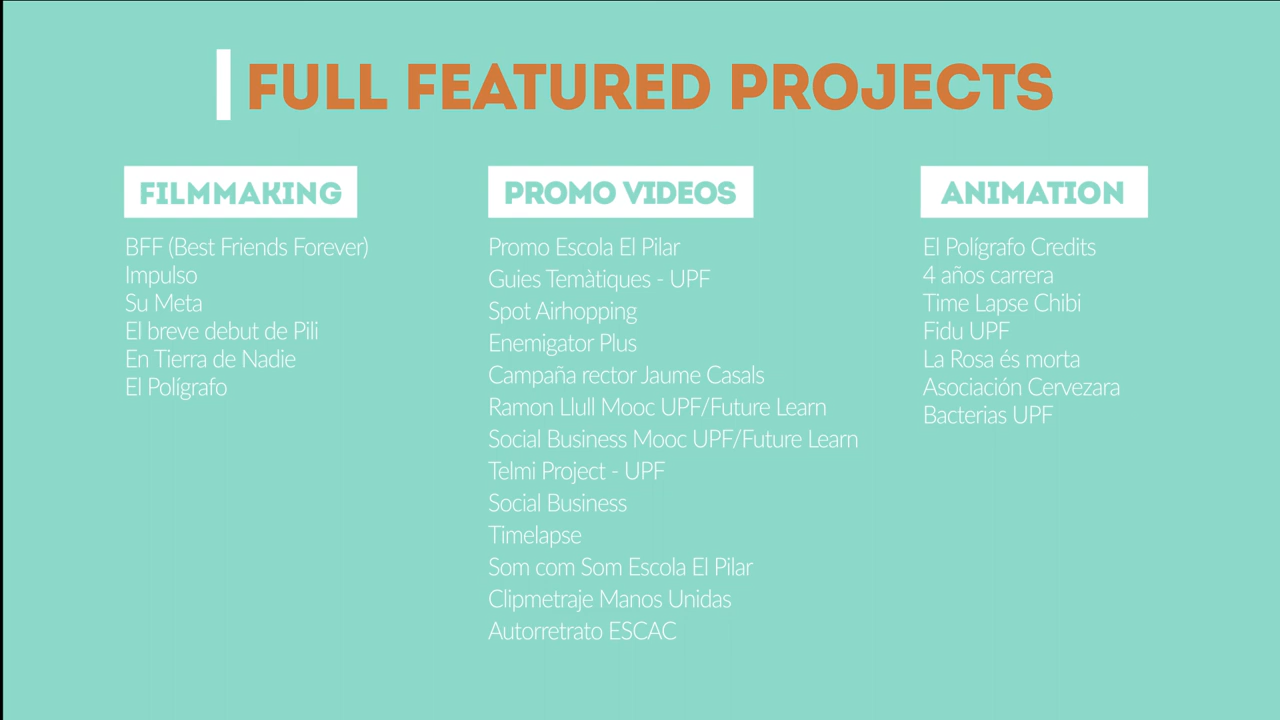 FULL FEATURED PROJECTS
FILMMAKING
BFF (Best Friends Forever)
Impulso
Su Meta
El breve debut de Pili
En Tierra de Nadie
El Polígrafo
PROMO VIDEOS
Promo Escola El Pilar
Guies Temàtiques - UPF
Spot Airhopping
Enemigator Plus
Campaña rector Jaume Casals
Ramon Llull Mooc UPF/Future Learn
Social Business Mooc UPF/Future Learn
Telmi Project - UPF
Social Business
Timelapse
Som com Som Escola El Pilar
Clipmetraje Manos Unidas
Autorretrato ESCAC
ANIMATION
El Polígrafo Credits
4 años carrera
Time Lapse Chibi
Fidu UPF
La Rosa és morta
Asociación Cervezara
Bacterias UPF